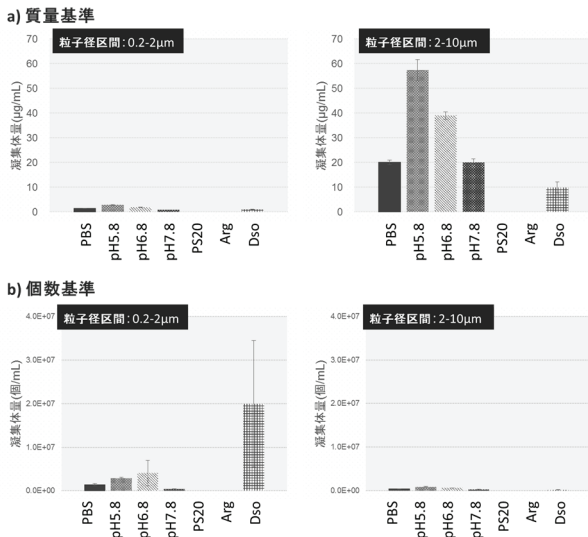 a) 質量基準
粒子径区間:0.2-2μm
凝集体量(μg/mL)
70
60
50
40
30
20
10
0
PBS
pH5.8
pH6.8
pH7.8
PS20
Arg
Dso
粒子径区間:2-10μm
凝集体量(μg/mL)
70
60
50
40
30
20
10
0
PBS
pH5.8
pH6.8
pH7.8
PS20
Arg
Dso
b) 個数基準
粒子径区間:0.2-2μm
凝集体量(個/mL)
4.0E+07
3.0E+07
2.0E+07
1.0E+07
0.0E+00
PBS
pH5.8
pH6.8
pH7.8
PS20
Arg
Dso
粒子径区間:2-10μm
凝集体量(個/mL)
4.0E+07
3.0E+07
2.0E+07
1.0E+07
0.0E+00
PBS
pH5.8
pH6.8
pH7.8
PS20
Arg
Dso